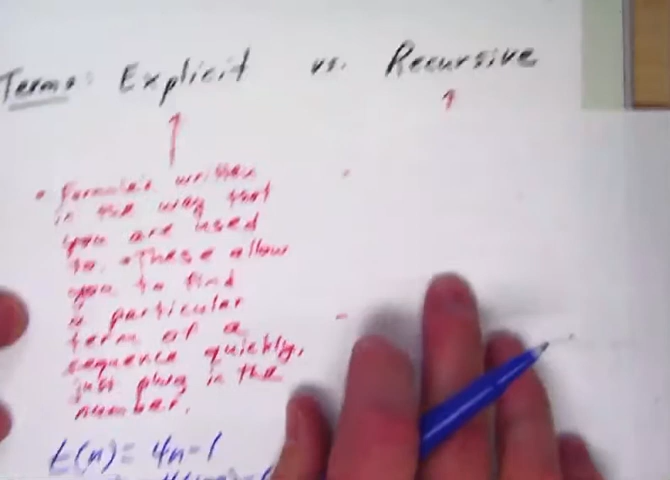 Terms: Explicit vs. Recursive
• Formulas written
in the way that
you are used
to. These allow
you to find
a particular
term of a
sequence quickly,
just plug in the
number.
t(n) = 4n-1